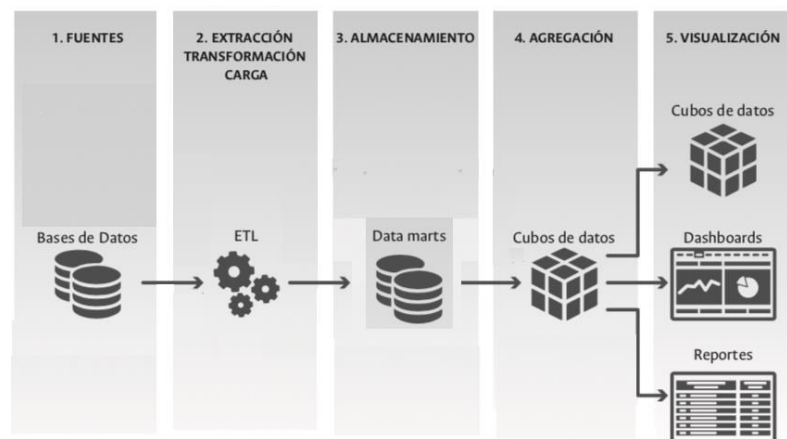 1. FUENTES
2. EXTRACCIÓN
TRANSFORMACIÓN
CARGA
3. ALMACENAMIENTO
4. AGREGACIÓN
5. VISUALIZACIÓN
Cubos de datos
Bases de Datos
ETL
Data marts
Cubos de datos
Dashboards
Reportes